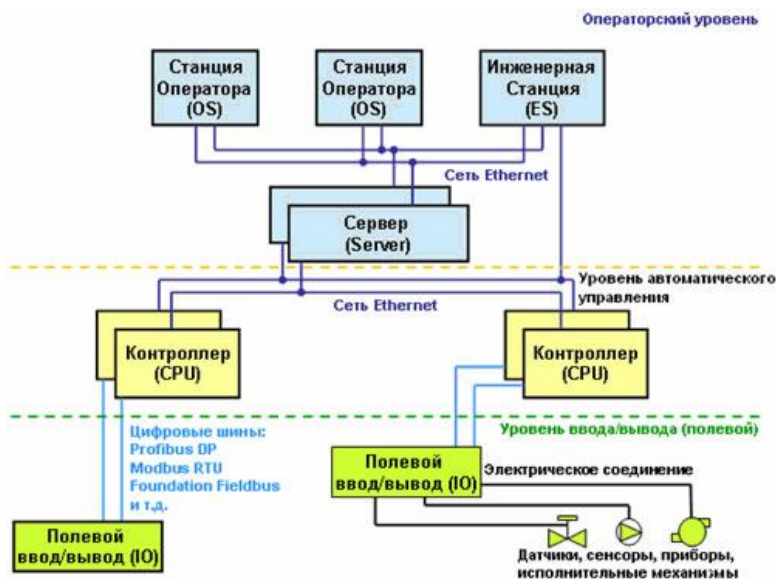 Операторский уровень
Станция
Оператора
(OS)
Станция
Оператора
(OS)
Инженерная
Станция
(ES)
Сеть Ethernet
Сервер
(Server)
Уровень автоматического
управления
Сеть Ethernet
Контроллер
(CPU)
Контроллер
(CPU)
Уровень ввода/вывода (полевой)
Цифровые шины:
Profibus DP
Modbus RTU
Foundation Fieldbus
и т.д.
Полевой
ввод/вывод (IO)
Электрическое соединение
Полевой
ввод/вывод (IO)
Датчики, сенсоры, приборы,
исполнительные механизмы